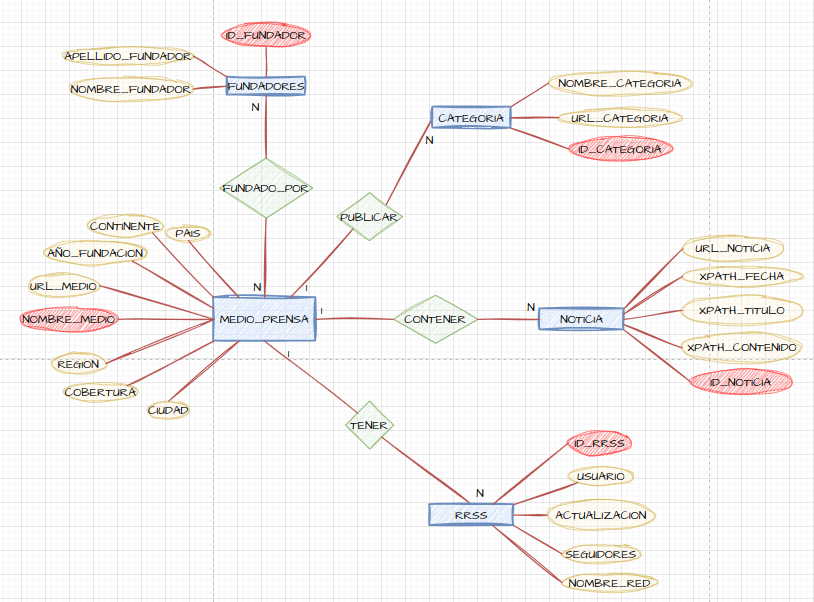 ID_FUNDADOR
APELLIDO_FUNDADOR
NOMBRE_FUNDADOR
FUNDADORES
N
FUNDADO_POR
N
CATEGORIA
N
NOMBRE_CATEGORIA
URL_CATEGORIA
ID_CATEGORIA
PUBLICAR
I
CONTINENTE
PAIS
AÑO_FUNDACION
URL_MEDIO
NOMBRE_MEDIO
REGION
COBERTURA
CIUDAD
MEDIO_PRENSA
I
CONTENER
N
NOTICIA
URL_NOTICIA
XPATH_FECHA
XPATH_TITULO
XPATH_CONTENIDO
ID_NOTICIA
I
TENER
N
RRSS
ID_RRSS
USUARIO
ACTUALIZACION
SEGUIDORES
NOMBRE_RED